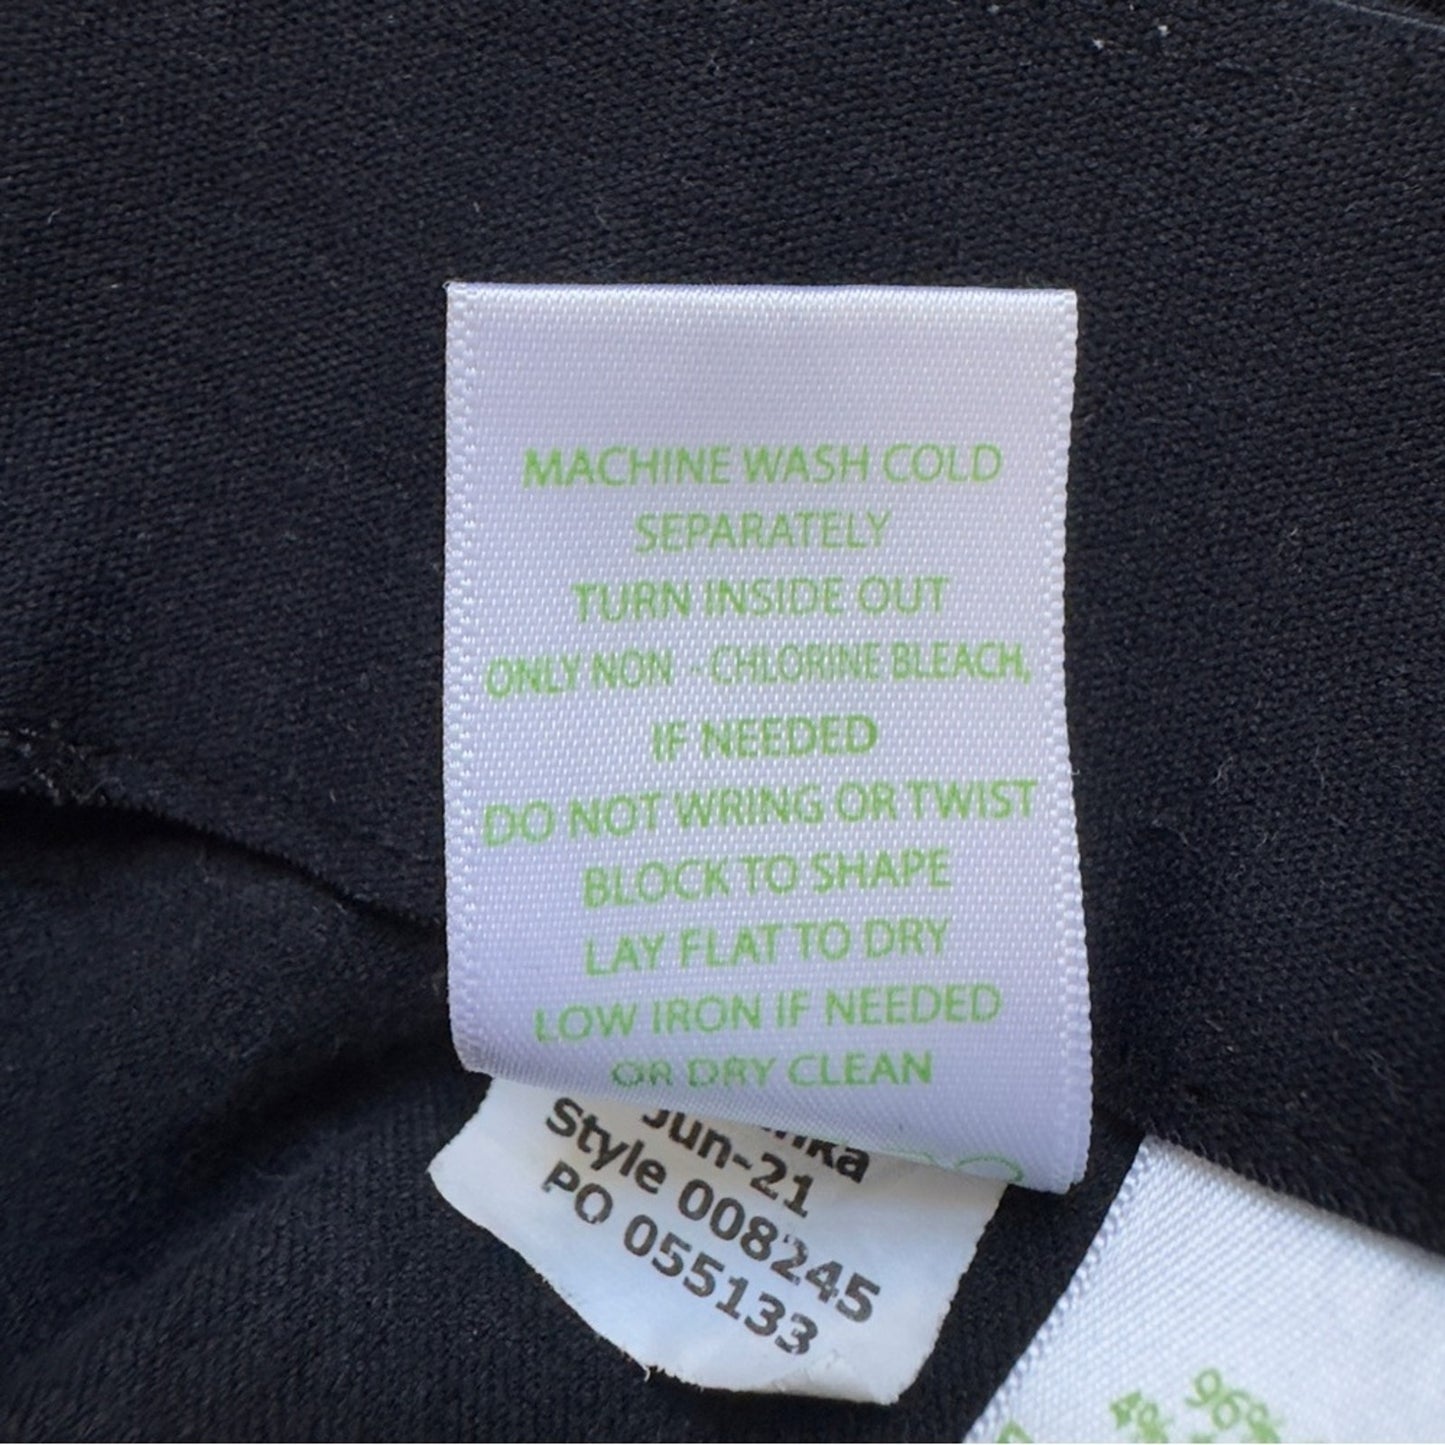 MACHINE WASH COLD
SEPARATELY
TURN INSIDE OUT
ONLY NON - CHLORINE BLEACH,
IF NEEDED
DO NOT WRING OR TWIST
BLOCK TO SHAPE
LAY FLAT TO DRY
LOW IRON IF NEEDED
OR DRY CLEAN
Jun-21
Style 008245
PO 055133
96%
4%